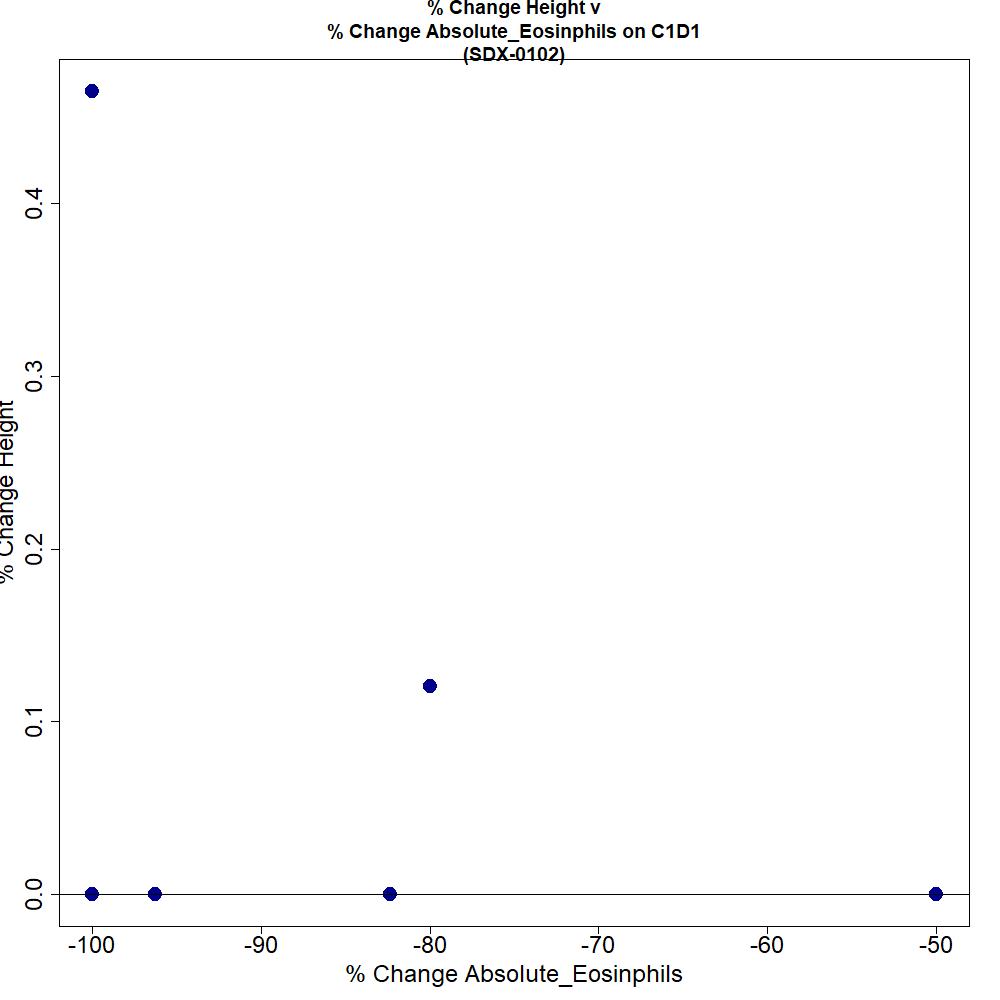 % Change Height v
% Change Absolute_Eosinphils on C1D1
(SDX-0102)
% Change Height
0.4
0.3
0.2
0.1
0.0
-100
-90
-80
-70
-60
-50
% Change Absolute_Eosinphils